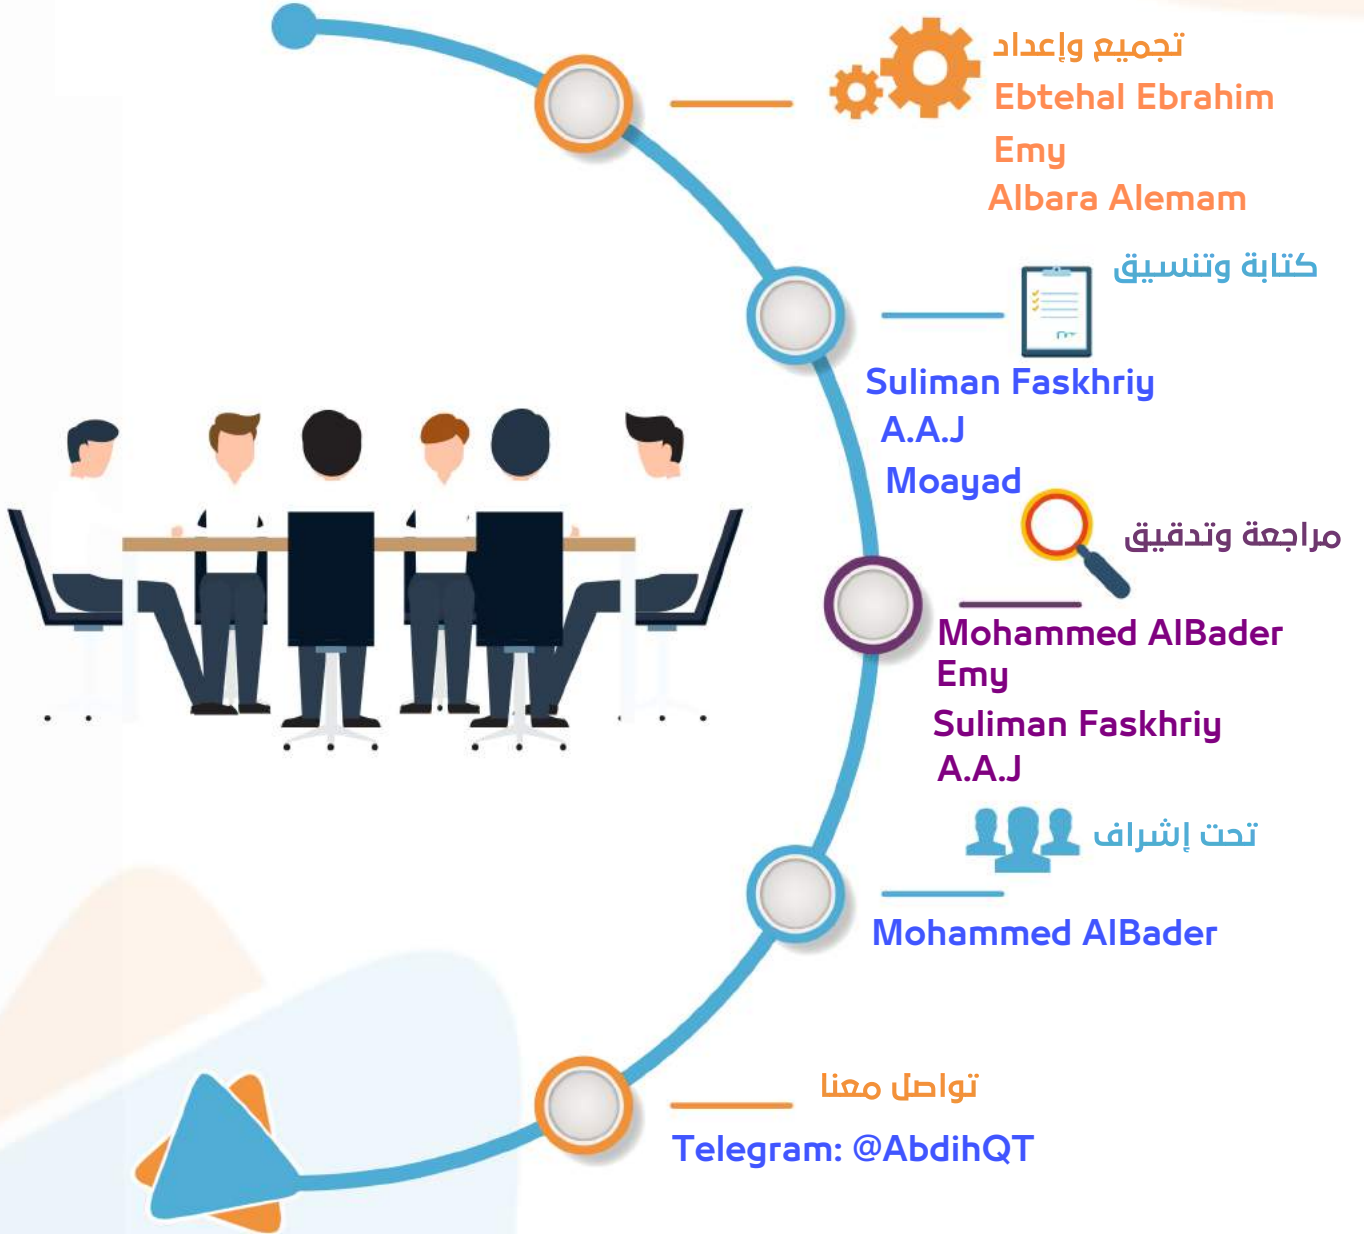 تجميع وإعداد
Ebtehal Ebrahim
Emy
Albara Alemam
كتابة وتنسيق
Suliman Faskhriy
A.A.J
Moayad
مراجعة وتدقيق
Mohammed AlBader
Emy
Suliman Faskhriy
A.A.J
تحت إشراف
Mohammed AlBader
تواصل معنا
Telegram: @AbdihQT